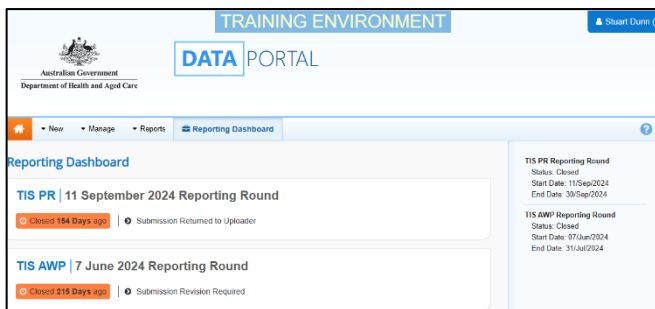 TRAINING ENVIRONMENT
Stuart Dunn (
Australian Government
Department of Health and Aged Care
DATA PORTAL
New Manage Reports Reporting Dashboard ?
Reporting Dashboard
TIS PR | 11 September 2024 Reporting Round
Closed 154 Days ago | Submission Returned to Uploader
TIS AWP | 7 June 2024 Reporting Round
Closed 215 Days ago | Submission Revision Required
TIS PR Reporting Round
Status: Closed
Start Date: 11/Sep/2024
End Date: 30/Sep/2024
TIS AWP Reporting Round
Status: Closed
Start Date: 07/Jun/2024
End Date: 31/Jul/2024